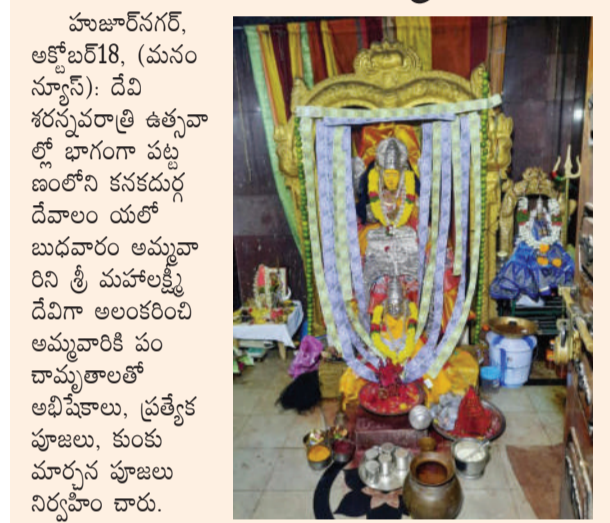 హుజూర్‌నగర్,
అక్టోబర్18, (మనం
న్యూస్): దేవి
శరన్నవరాత్రి ఉత్సవా
ల్లో భాగంగా పట్ట
ణంలోని కనకదుర్గ
దేవాలం యలో
బుధవారం అమ్మవా
రిని శ్రీ మహాలక్ష్మీ
దేవిగా అలంకరించి
అమ్మవారికి పం
చామృతాలతో
అభిషేకాలు, ప్రత్యేక
పూజలు, కుంకు
మార్చన పూజలు
నిర్వహిం చారు.